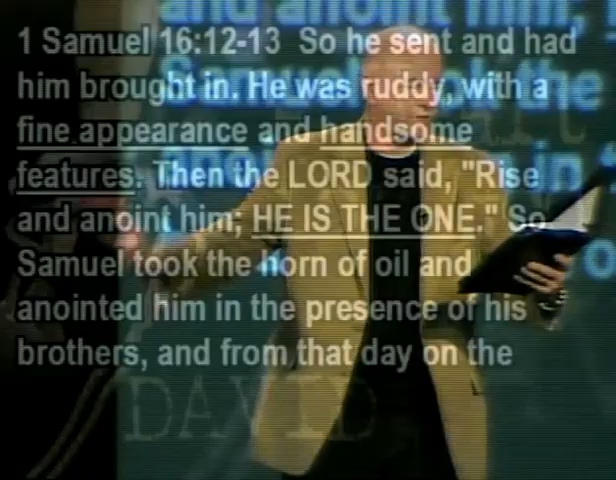 1 Samuel 16:12-13 So he sent and had
him brought in. He was ruddy, with a
fine appearance and handsome
features. Then the LORD said, "Rise
and anoint him; HE IS THE ONE." So
Samuel took the horn of oil and
anointed him in the presence of his
brothers, and from that day on the
and anoint him;
DAVID